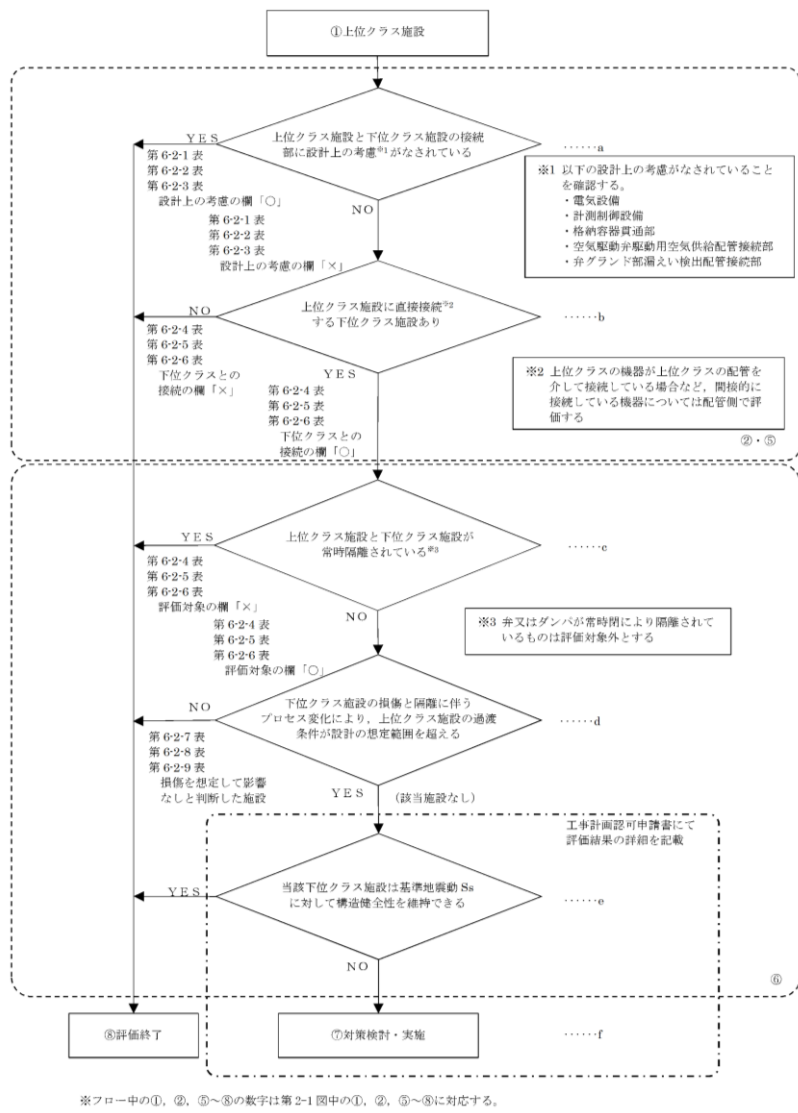 ①上位クラス施設
上位クラス施設と下位クラス施設の接続
部に設計上の考慮※1がなされている
……a
YES
第 6-2-1 表
第 6-2-2 表
第 6-2-3 表
設計上の考慮の欄「○」
NO
第 6-2-1 表
第 6-2-2 表
第 6-2-3 表
設計上の考慮の欄「×」
※1 以下の設計上の考慮がなされていること
を確認する。
・電気設備
・計測制御設備
・格納容器貫通部
・空気駆動弁駆動用空気供給配管接続部
・弁グランド部漏えい検出配管接続部
上位クラス施設に直接接続※2
する下位クラス施設あり
……b
NO
第 6-2-4 表
第 6-2-5 表
第 6-2-6 表
下位クラスとの
接続の欄「×」
YES
第 6-2-4 表
第 6-2-5 表
第 6-2-6 表
下位クラスとの
接続の欄「○」
※2 上位クラスの機器が上位クラスの配管を
介して接続している場合など，間接的に
接続している機器については配管側で評
価する
②・⑤
上位クラス施設と下位クラス施設が
常時隔離されている※3
……c
YES
第 6-2-4 表
第 6-2-5 表
第 6-2-6 表
評価対象の欄「×」
NO
第 6-2-4 表
第 6-2-5 表
第 6-2-6 表
評価対象の欄「○」
※3 弁又はダンパが常時閉により隔離されて
いるものは評価対象外とする
下位クラス施設の損傷と隔離に伴う
プロセス変化により，上位クラス施設の過渡
条件が設計の想定範囲を超える
……d
NO
第 6-2-7 表
第 6-2-8 表
第 6-2-9 表
損傷を想定して影響
なしと判断した施設
YES
（該当施設なし）
工事計画認可申請書にて
評価結果の詳細を記載
当該下位クラス施設は基準地震動 Ss
に対して構造健全性を維持できる
……e
YES
NO
⑥
⑧評価終了
⑦対策検討・実施
……f
※フロー中の①，②，⑤～⑧の数字は第 2-1 図中の①，②，⑤～⑧に対応する。